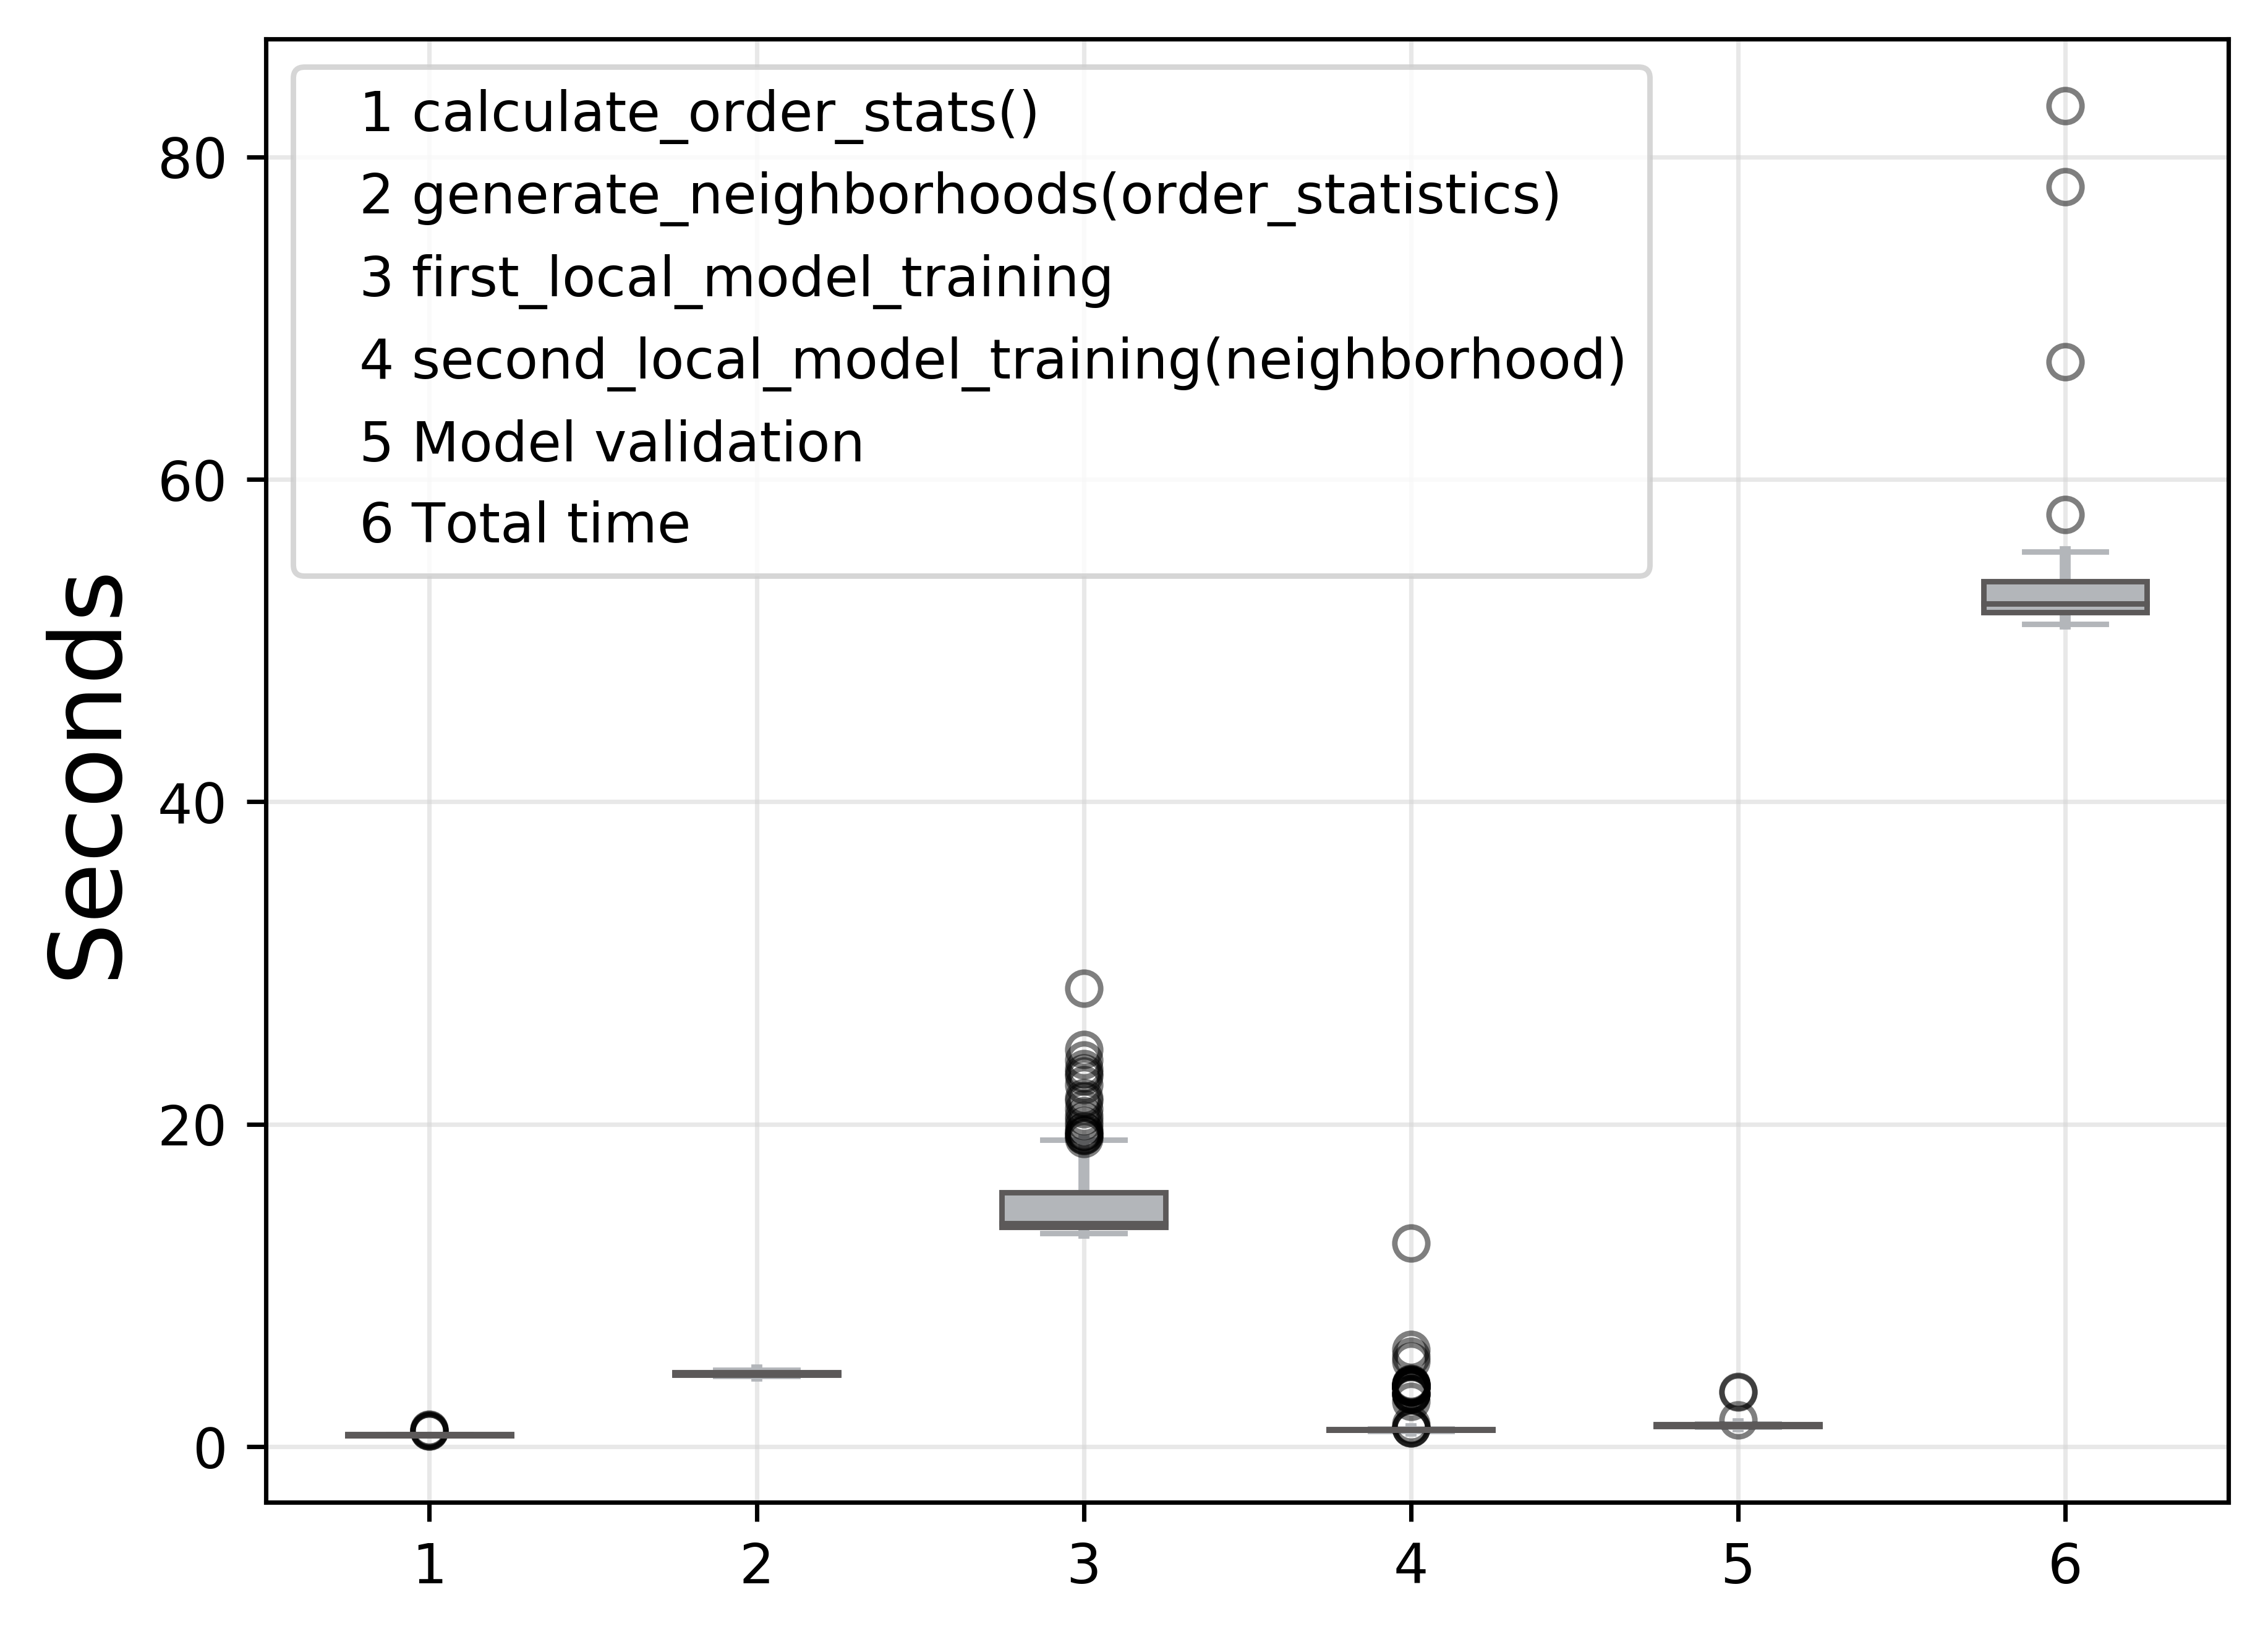 1 calculate_order_stats()
2 generate_neighborhoods(order_statistics)
3 first_local_model_training
4 second_local_model_training(neighborhood)
5 Model validation
6 Total time
Seconds
80
60
40
20
0
1 2 3 4 5 6